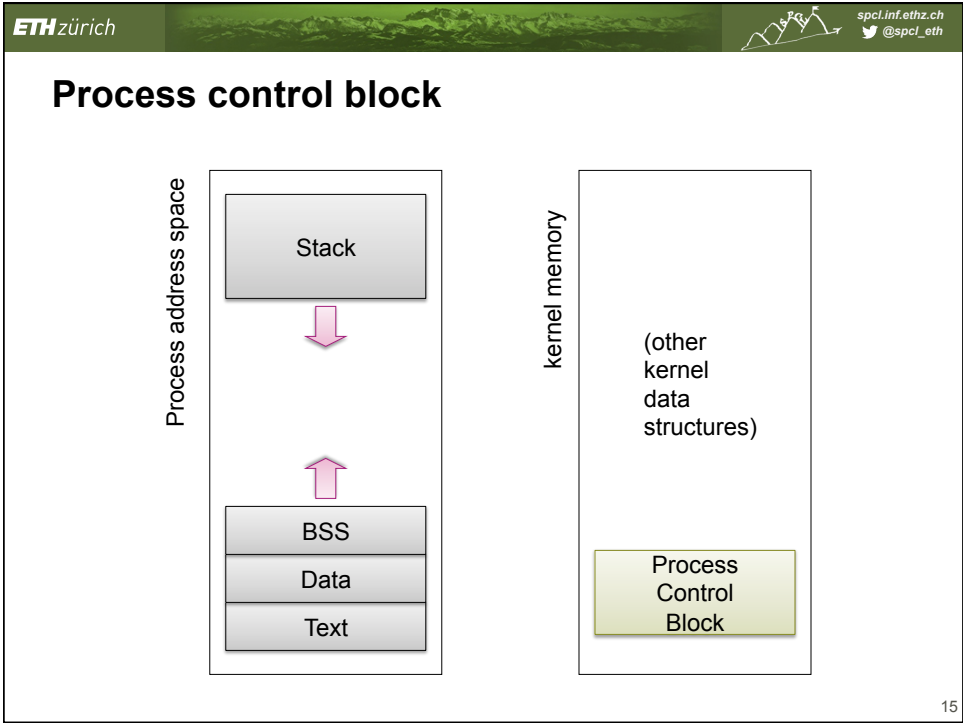 ETH zürich
spcl.inf.ethz.ch
@spcl_eth
Process control block
Process address space
Stack
BSS
Data
Text
kernel memory
(other
kernel
data
structures)
Process
Control
Block
15